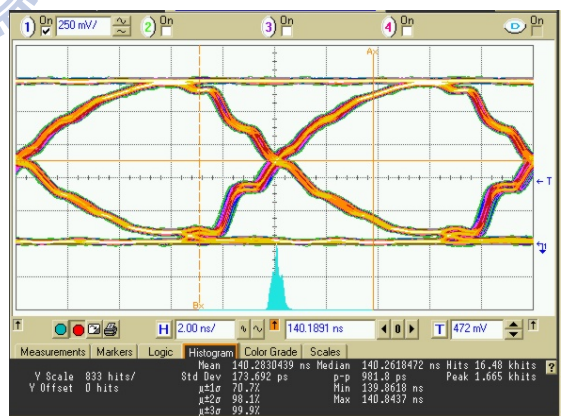 1 On 250 mV/ 2 On 3 On 4 On
Ax
T
Bx
H 2.00 ns/ 140.1891 ns 0 T 472 mV
Measurements Markers Logic Histogram Color Grade Scales
Mean 140.2830439 ns Median 140.2618472 ns Hits 16.48 khits ?
Y Scale 833 hits/ Std Dev 173.692 ps p-p 981.8 ps Peak 1.665 khits
Y Offset 0 hits μ±1σ 70.7% Min 139.8618 ns
μ±2σ 98.1% Max 140.8437 ns
μ±3σ 99.9%